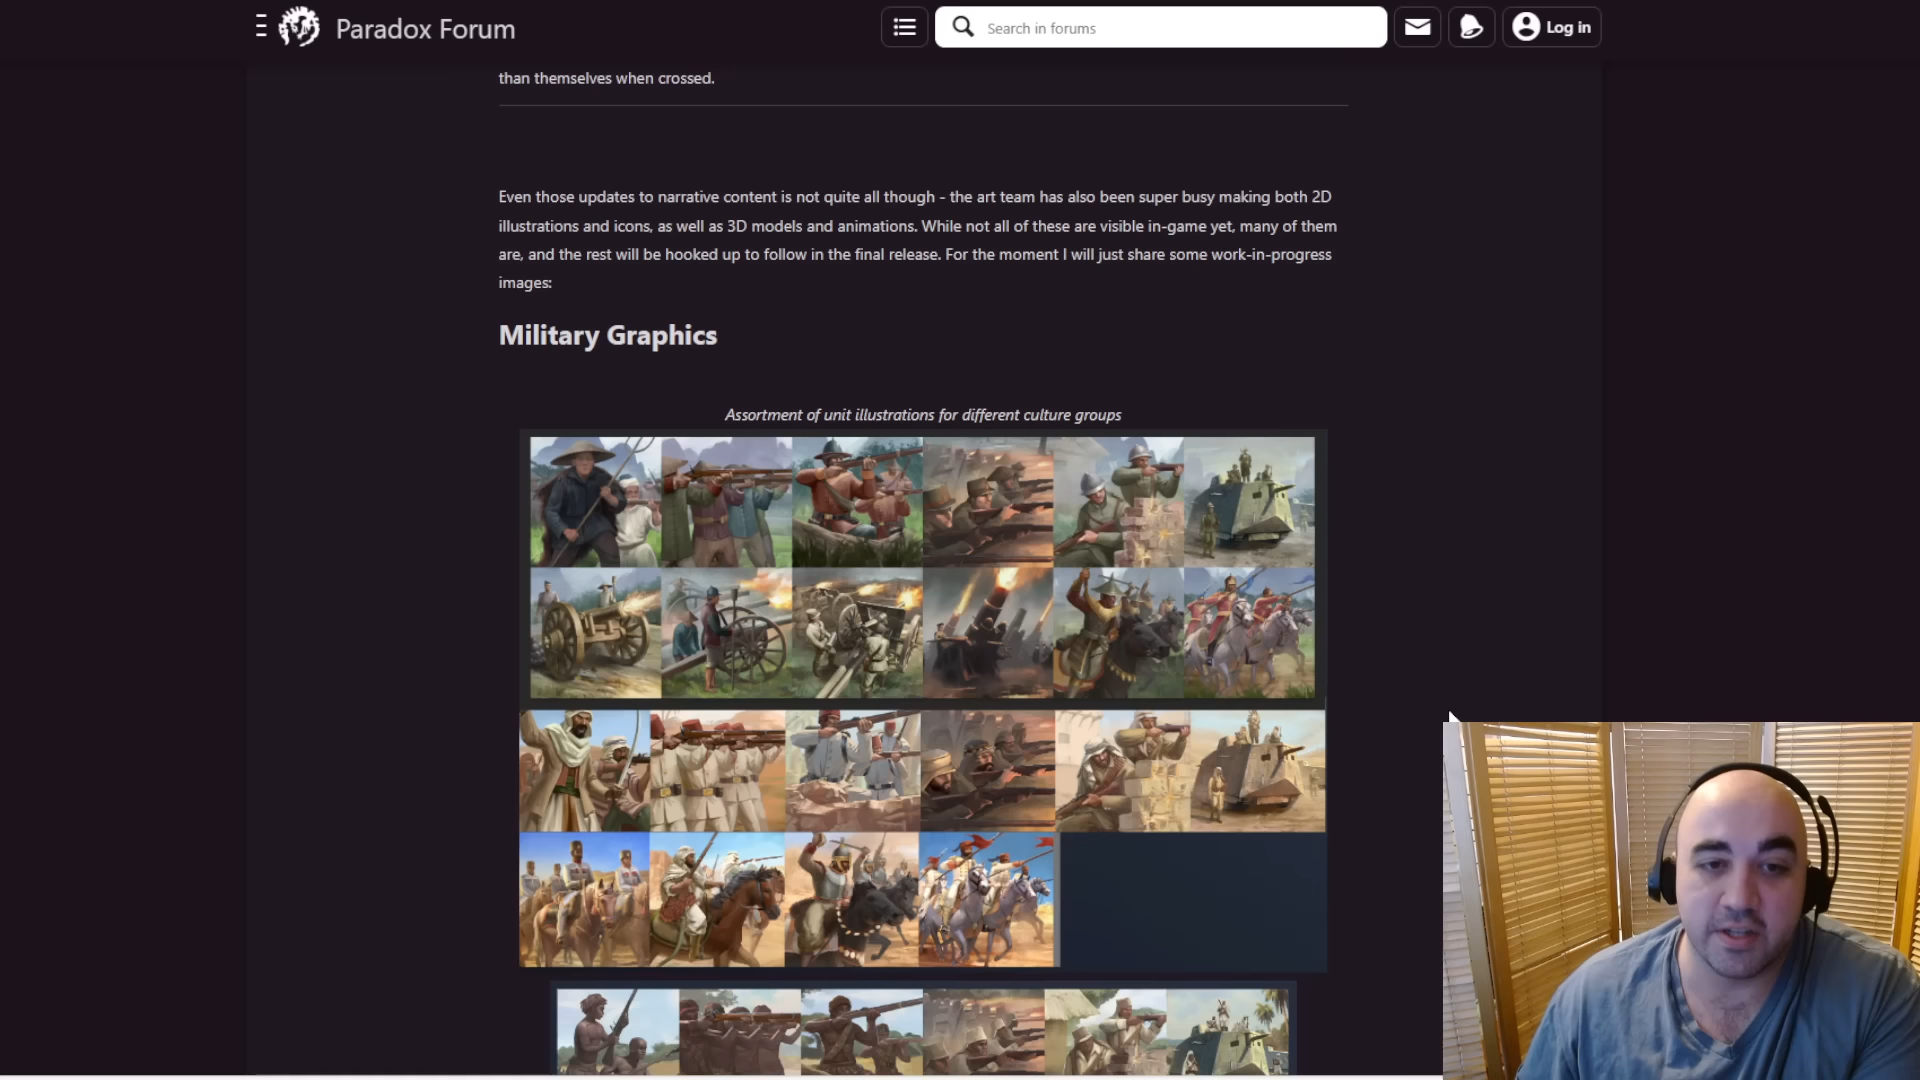 Paradox Forum
Search in forums
Log in
than themselves when crossed.
Even those updates to narrative content is not quite all though - the art team has also been super busy making both 2D
illustrations and icons, as well as 3D models and animations. While not all of these are visible in-game yet, many of them
are, and the rest will be hooked up to follow in the final release. For the moment I will just share some work-in-progress
images:
Military Graphics
Assortment of unit illustrations for different culture groups